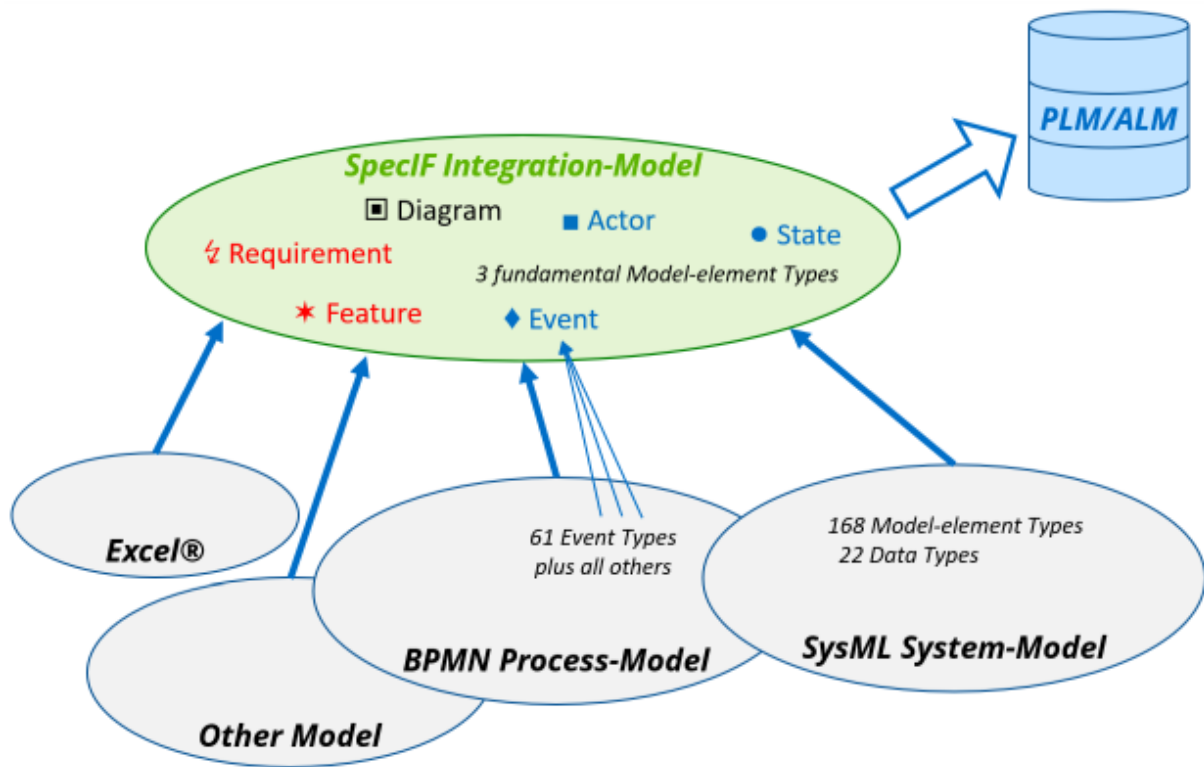 PLM/ALM
SpecIF Integration-Model
Diagram
Actor
State
Requirement
3 fundamental Model-element Types
Feature
Event
Excel®
61 Event Types
plus all others
168 Model-element Types
22 Data Types
BPMN Process-Model
SysML System-Model
Other Model